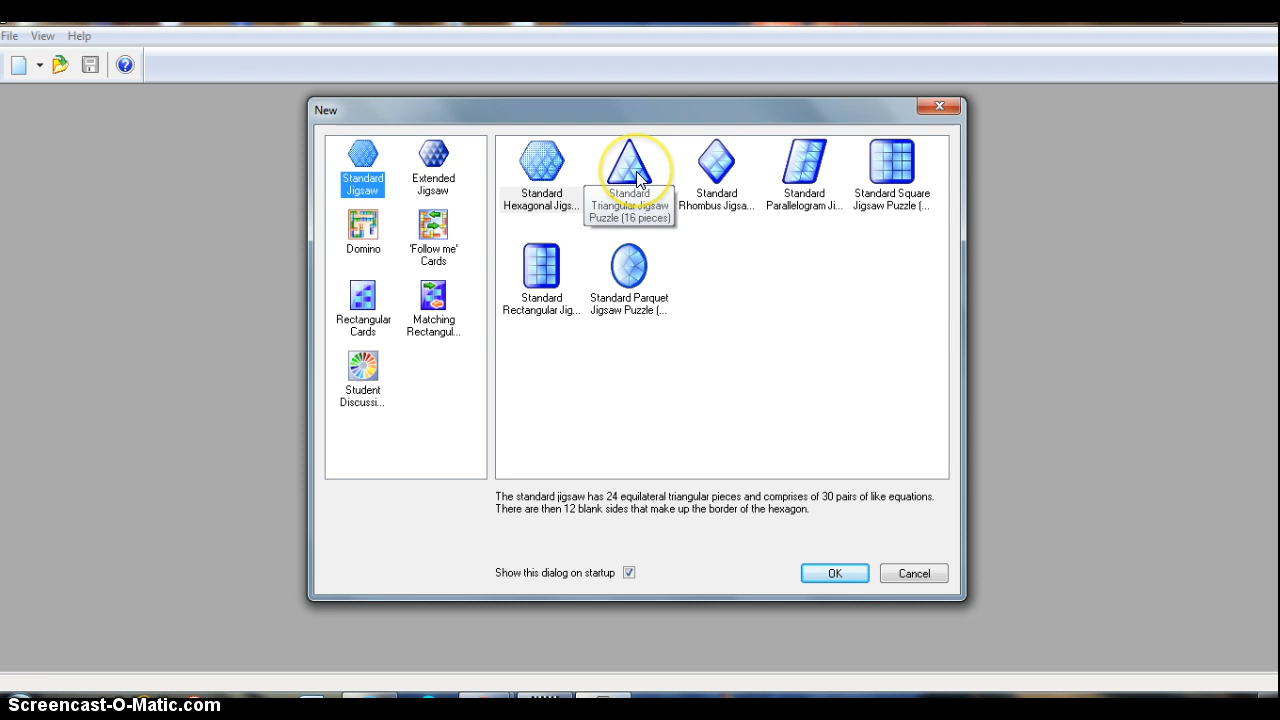 File View Help
New
Standard
Jigsaw
Extended
Jigsaw
Domino
'Follow me'
Cards
Rectangular
Cards
Matching
Rectangul...
Student
Discussi...
Standard
Hexagonal Jigs...
Standard
Triangular Jigsaw
Puzzle (16 pieces)
Standard
Rhombus Jigsa...
Standard
Parallelogram Ji...
Standard Square
Jigsaw Puzzle (...
Standard
Rectangular Jig...
Standard Parquet
Jigsaw Puzzle (...
The standard jigsaw has 24 equilateral triangular pieces and comprises of 30 pairs of like equations.
There are then 12 blank sides that make up the border of the hexagon.
Show this dialog on startup
OK
Cancel
Screencast-O-Matic.com